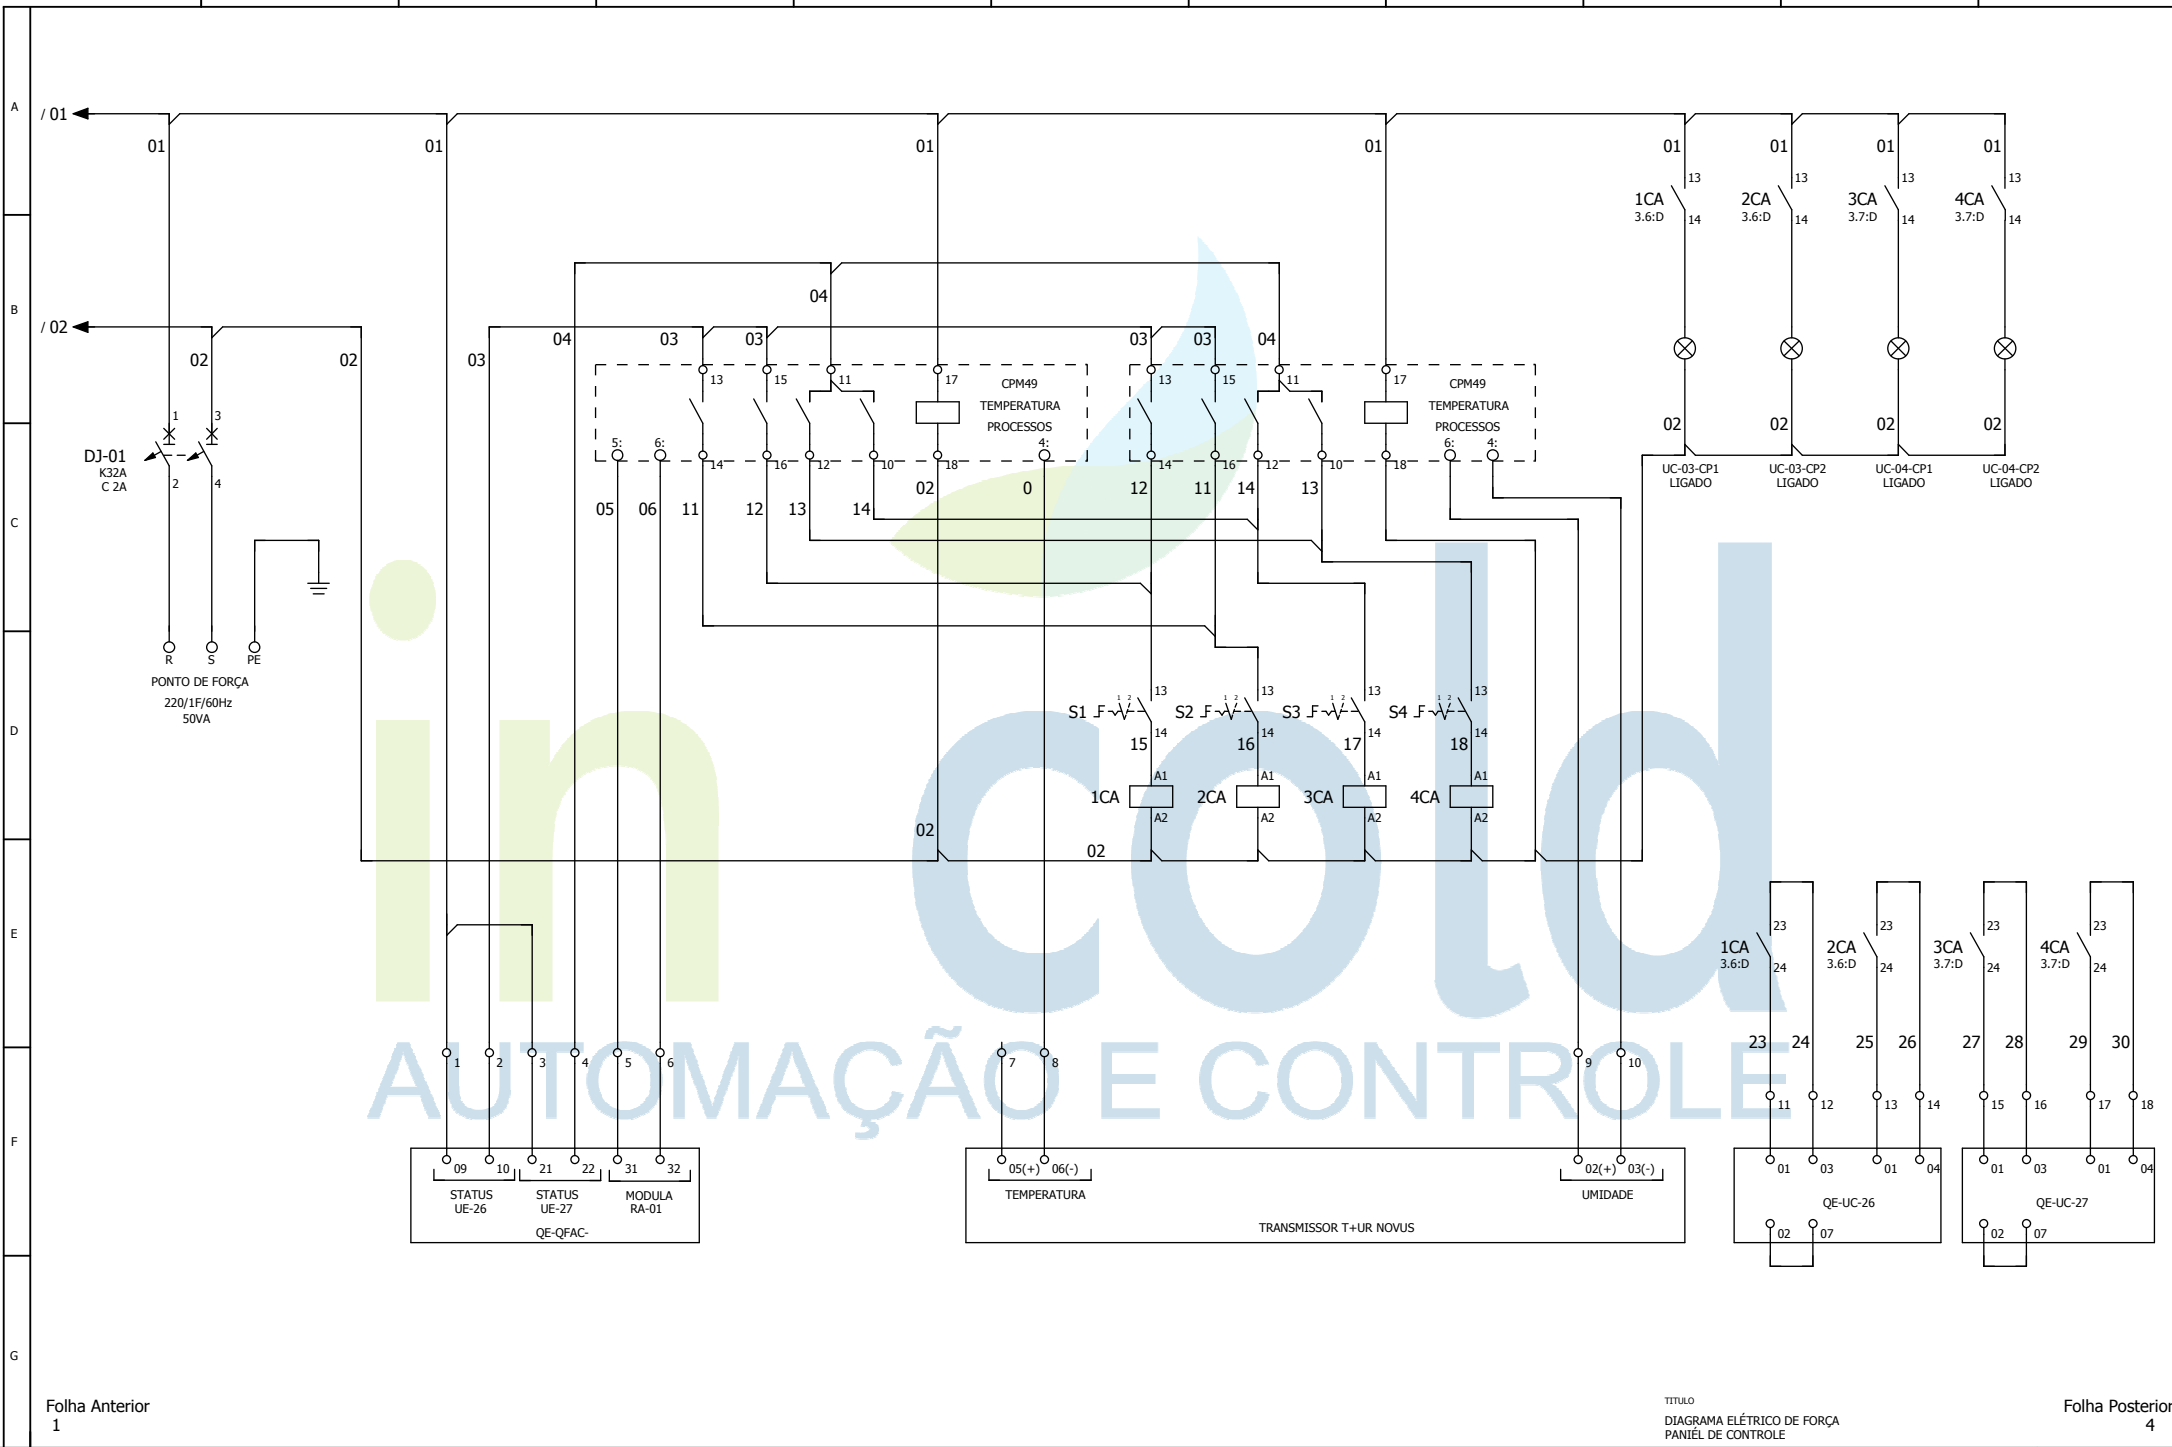 A
/ 01
01
01
01
01
01
01
01
01
13
13
13
13
1CA
2CA
3CA
4CA
3.6:D
3.6:D
3.7:D
3.7:D
14
14
14
14
B
04
/ 02
02
02
03
04
03
03
03
03
04
13
15
11
17
CPM49
TEMPERATURA
PROCESSOS
13
15
11
17
CPM49
TEMPERATURA
PROCESSOS
1
3
DJ-01
K32A
C 2A
2
4
5:
6:
4:
6:
4:
14
16
12
10
18
14
16
12
10
18
02
02
02
02
UC-03-CP1
LIGADO
UC-03-CP2
LIGADO
UC-04-CP1
LIGADO
UC-04-CP2
LIGADO
C
05
06
11
12
13
14
02
0
12
11
14
13
R
S
PE
PONTO DE FORÇA
220/1F/60Hz
50VA
D
S1
1 2
13
14
S2
1 2
13
14
S3
1 2
13
14
S4
1 2
13
14
15
16
17
18
A1
A1
A1
A1
1CA
2CA
3CA
4CA
A2
A2
A2
A2
02
02
in cold
AUTOMAÇÃO E CONTROLE
E
23
23
23
23
1CA
2CA
3CA
4CA
3.6:D
3.6:D
3.7:D
3.7:D
24
24
24
24
23
24
25
26
27
28
29
30
1
2
3
4
5
6
7
8
9
10
11
12
13
14
15
16
17
18
F
09
10
21
22
31
32
STATUS
UE-26
STATUS
UE-27
MODULA
RA-01
QE-QFAC-
05(+)
06(-)
TEMPERATURA
02(+)
03(-)
UMIDADE
TRANSMISSOR T+UR NOVUS
01
03
01
04
QE-UC-26
02
07
01
03
01
04
QE-UC-27
02
07
G
Folha Anterior
1
TITULO
DIAGRAMA ELÉTRICO DE FORÇA
PANIÉL DE CONTROLE
Folha Posterior
4